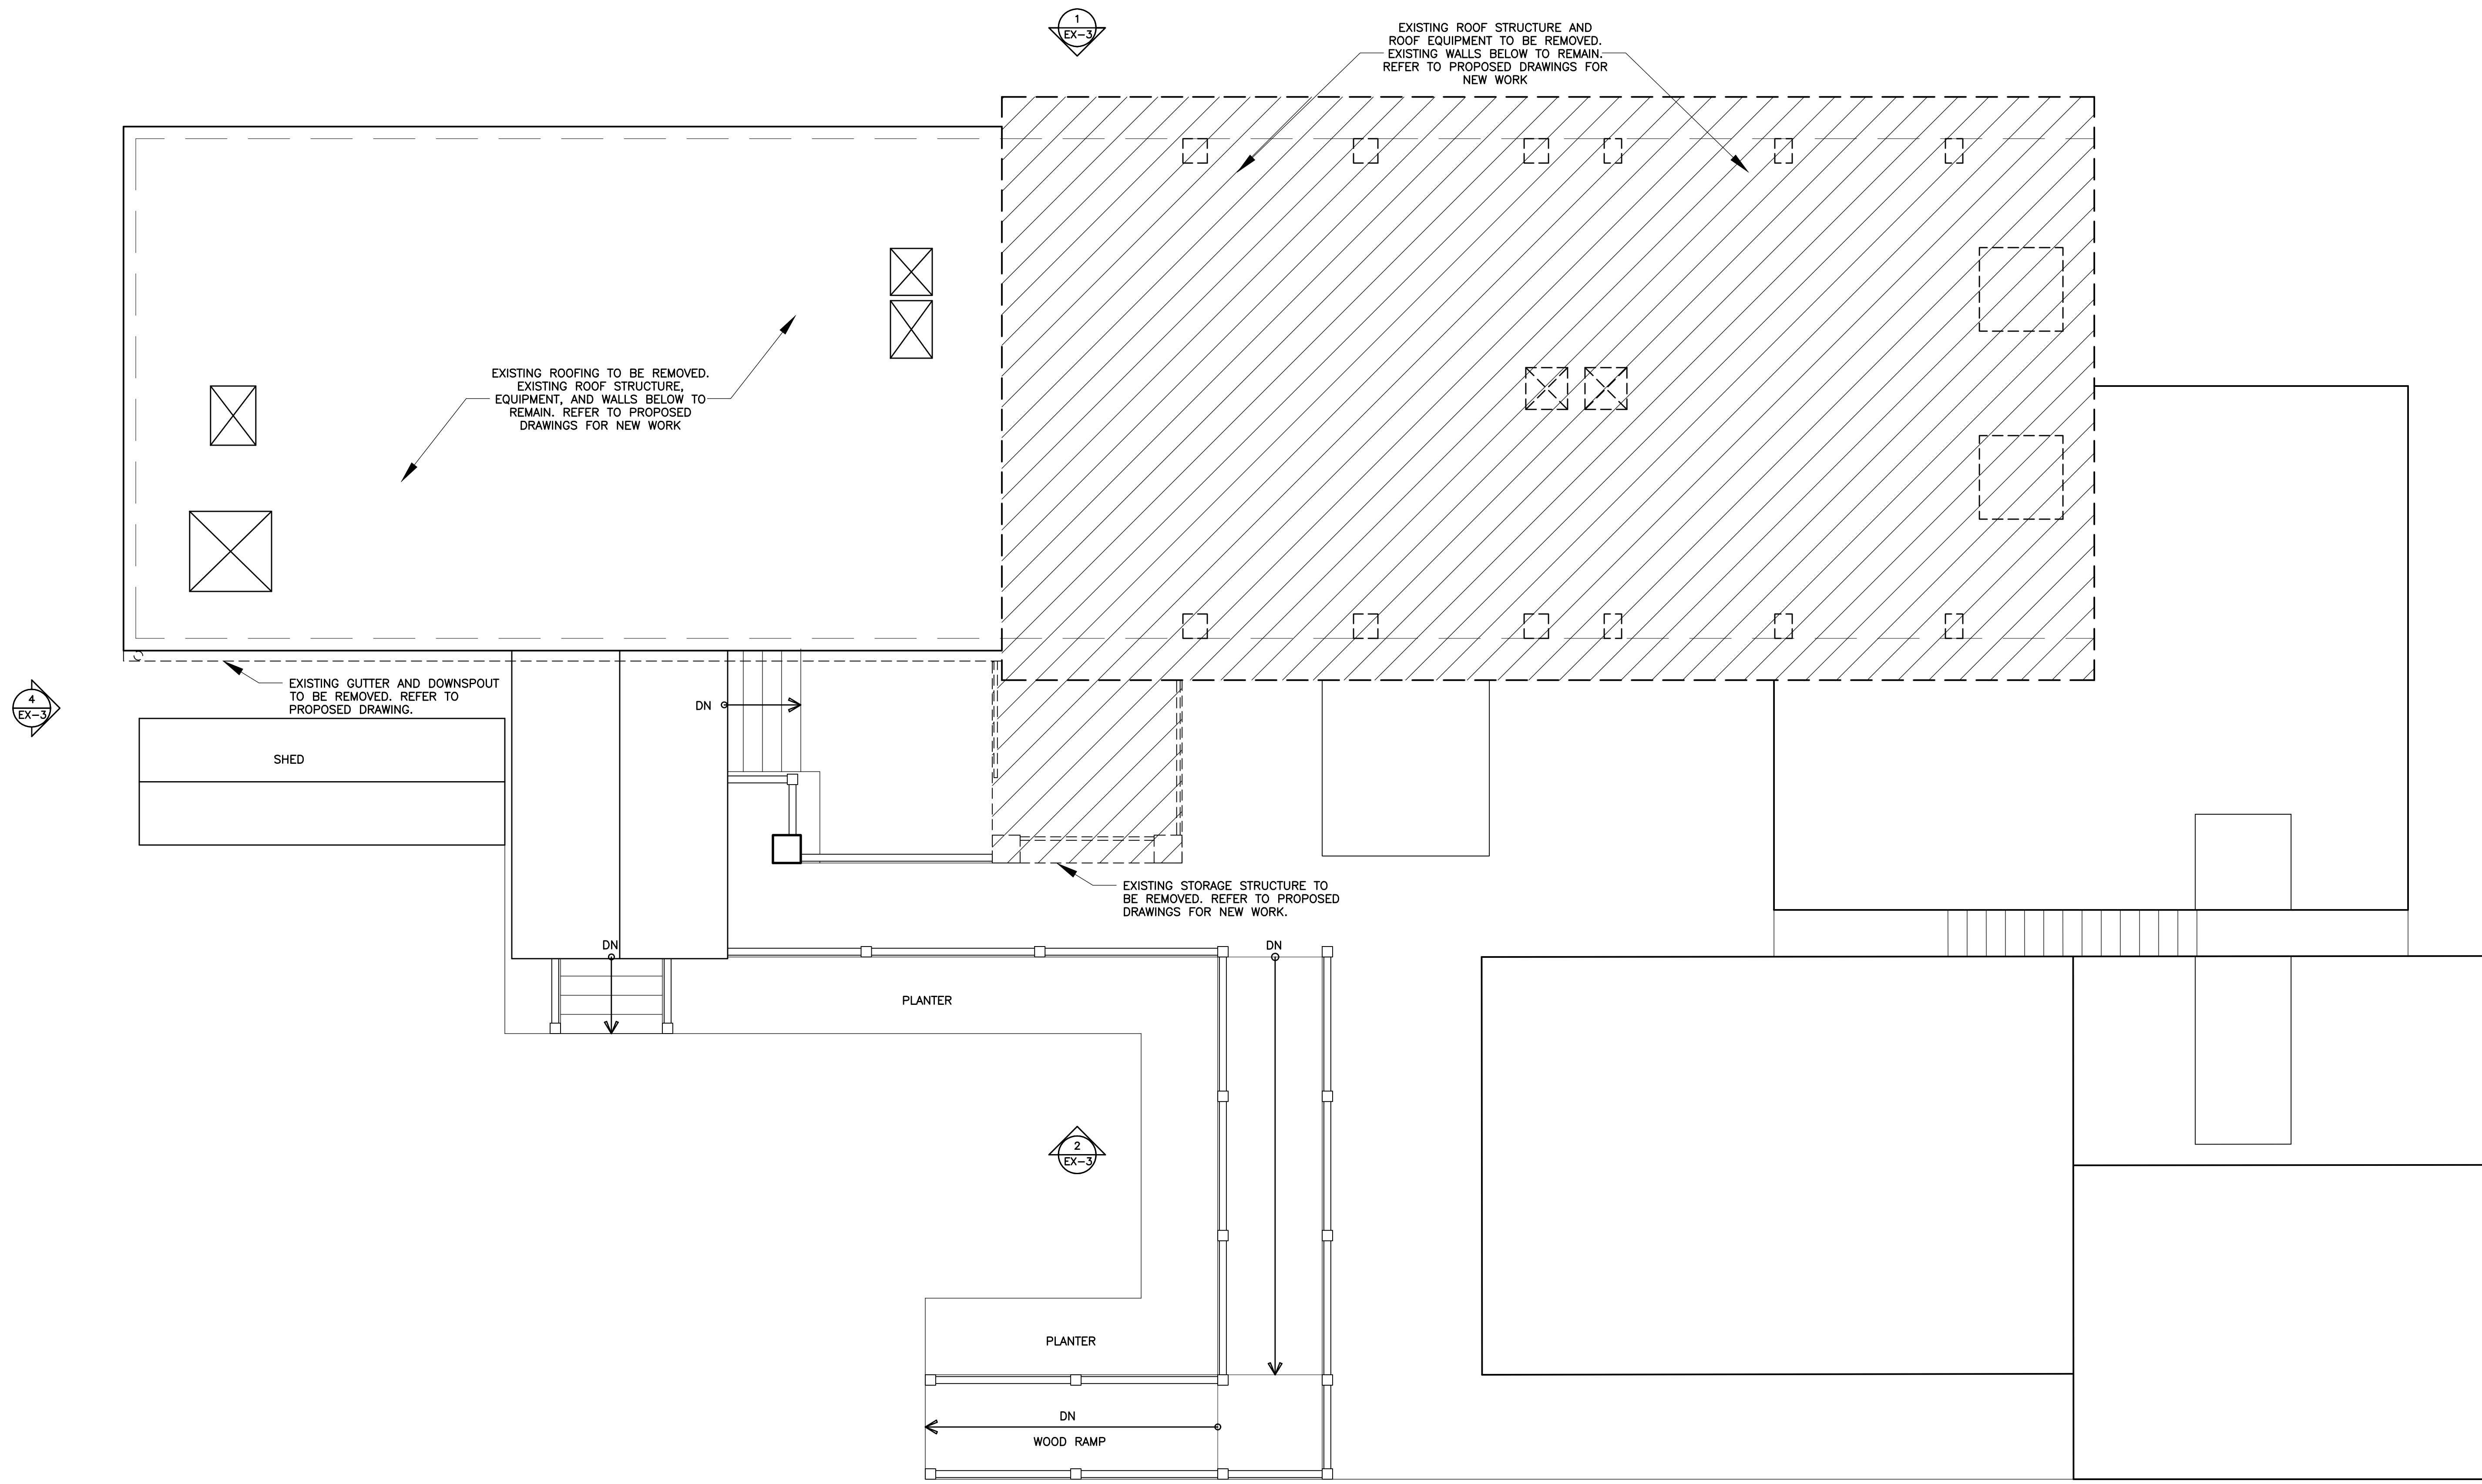 1
EX-3
EXISTING ROOF STRUCTURE AND
ROOF EQUIPMENT TO BE REMOVED.
EXISTING WALLS BELOW TO REMAIN.
REFER TO PROPOSED DRAWINGS FOR
NEW WORK
EXISTING ROOFING TO BE REMOVED.
EXISTING ROOF STRUCTURE,
EQUIPMENT, AND WALLS BELOW TO
REMAIN. REFER TO PROPOSED
DRAWINGS FOR NEW WORK
EXISTING GUTTER AND DOWNSPOUT
TO BE REMOVED. REFER TO
PROPOSED DRAWING.
4
EX-3
DN
SHED
EXISTING STORAGE STRUCTURE TO
BE REMOVED. REFER TO PROPOSED
DRAWINGS FOR NEW WORK.
DN
DN
PLANTER
2
EX-3
PLANTER
DN
WOOD RAMP